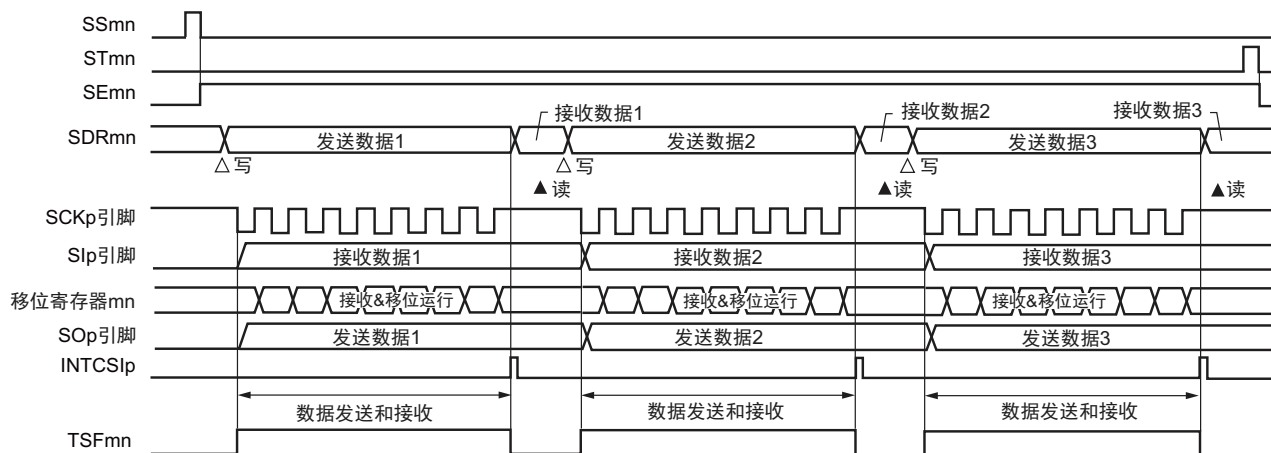 SSmn
STmn
SEmn
接收数据1
接收数据2
接收数据3
SDRmn
发送数据1
发送数据2
发送数据3
△写
△写
△写
▲读
▲读
▲读
SCKp引脚
SIp引脚
接收数据1
接收数据2
接收数据3
移位寄存器mn
接收&移位运行
接收&移位运行
接收&移位运行
SOp引脚
发送数据1
发送数据2
发送数据3
INTCSIp
数据发送和接收
数据发送和接收
数据发送和接收
TSFmn